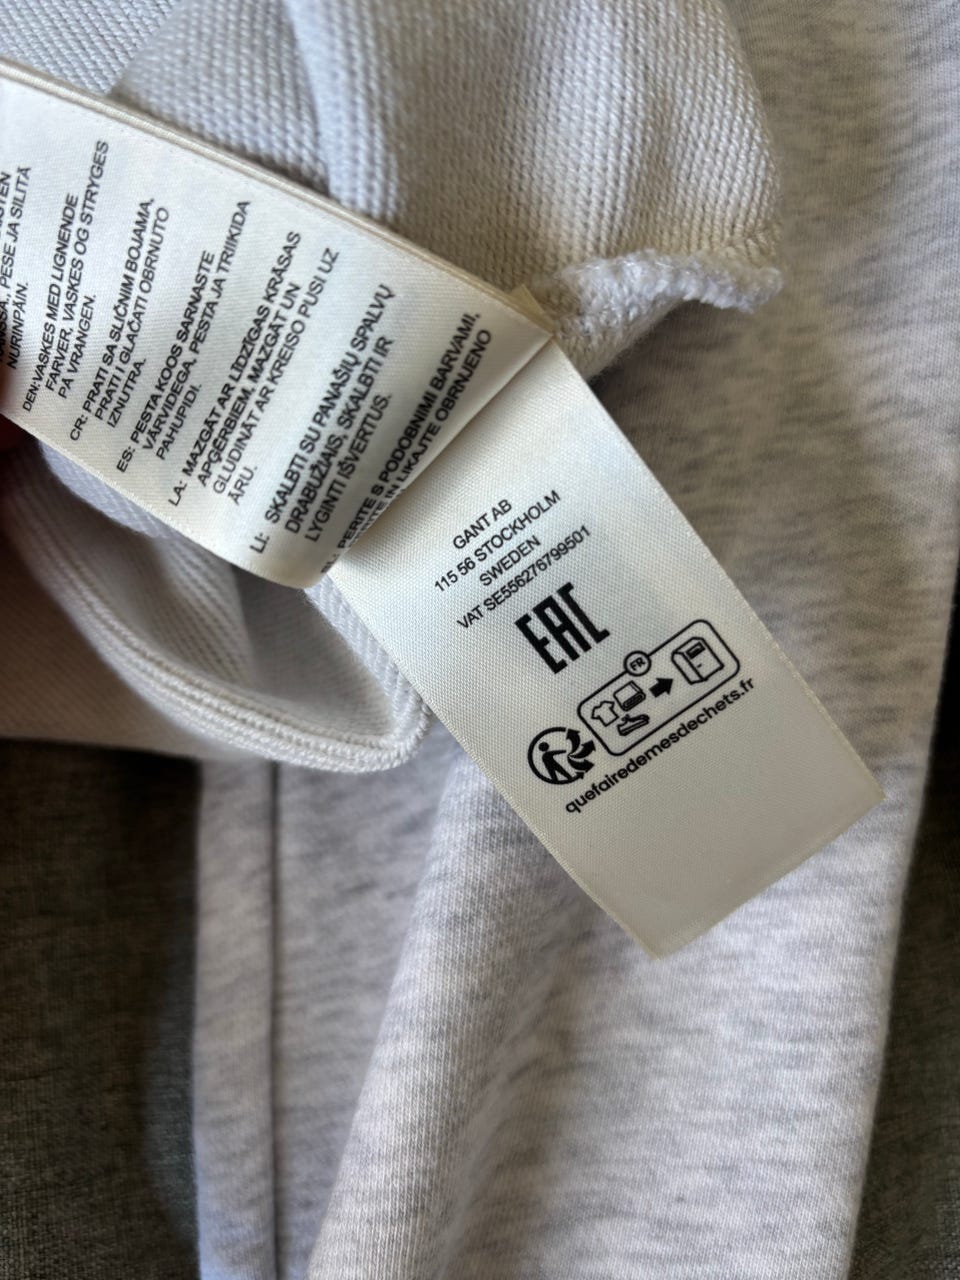 PESE JA SILITÄ
NURINPÄIN.
DEN:VASKES MED LIGNENDE
FARVER, VASKES OG STRYGES
PÅ VRANGEN.
CR: PRATI SA SLIČNIM BOJAMA,
PRATI I GLAČATI OBRNUTO
IZNUTRA.
ES: PESTA KOOS SARNASTE
VÄRVIDEGA. PESTA JA TRIIKIDA
PAHUPIDI.
LA: MAZGĀT AR LĪDZĪGAS KRĀSAS
APĢĒRBIEM. MAZGĀT UN
GLUDINĀT AR KREISO PUSI UZ
ĀRU.
LI: SKALBTI SU PANAŠIŲ SPALVŲ
DRABUŽIAIS, SKALBTI IR
LYGINTI IŠVERTUS.
PERITE S PODOBNIMI BARVAMI.
PERITE IN LIKAJTE OBRNJENO
GANT AB
115 56 STOCKHOLM
SWEDEN
VAT SE556276799501
EAC
FR
quefairedemesdechets.fr